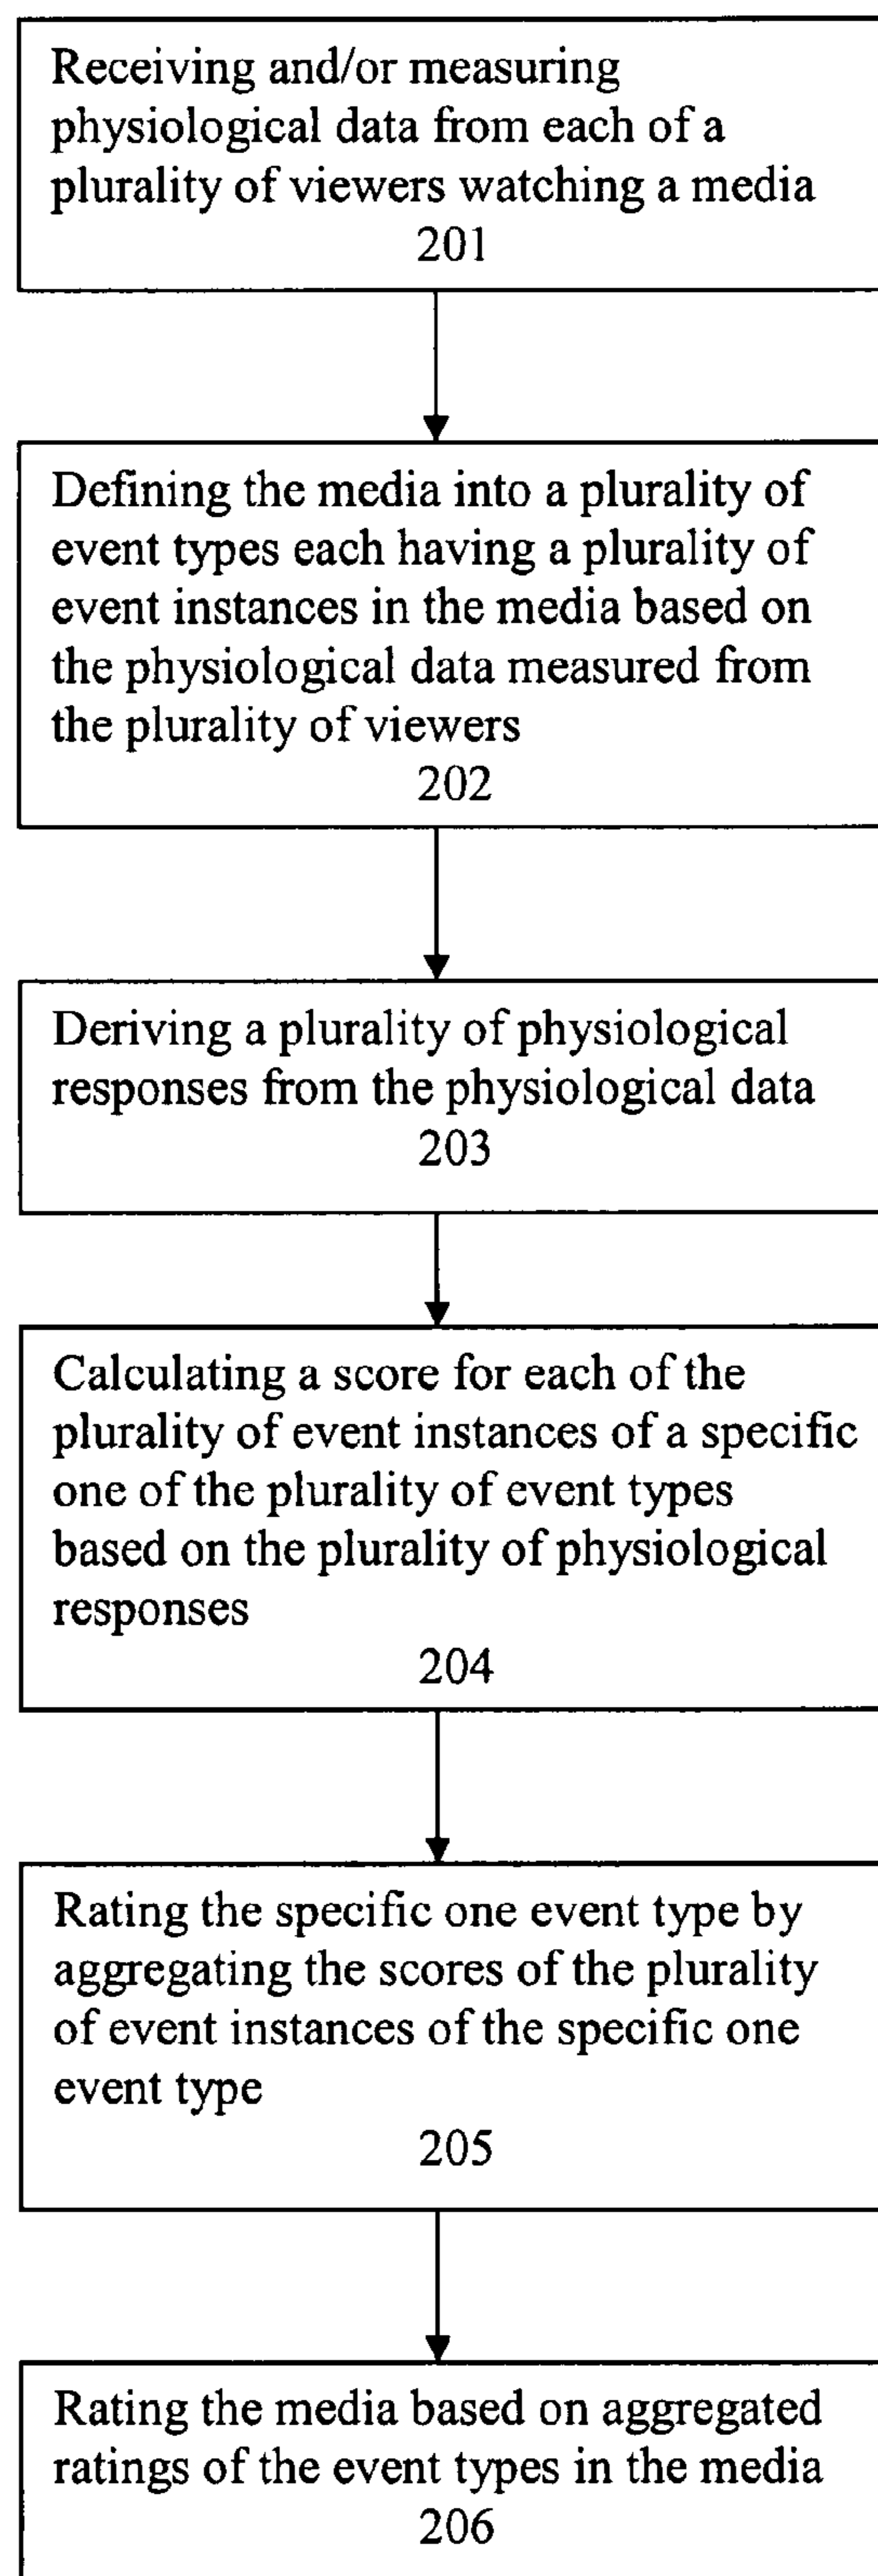 Receiving and/or measuring
physiological data from each of a
plurality of viewers watching a media
201
Defining the media into a plurality of
event types each having a plurality of
event instances in the media based on
the physiological data measured from
the plurality of viewers
202
Deriving a plurality of physiological
responses from the physiological data
203
Calculating a score for each of the
plurality of event instances of a specific
one of the plurality of event types
based on the plurality of physiological
responses
204
Rating the specific one event type by
aggregating the scores of the plurality
of event instances of the specific one
event type
205
Rating the media based on aggregated
ratings of the event types in the media
206